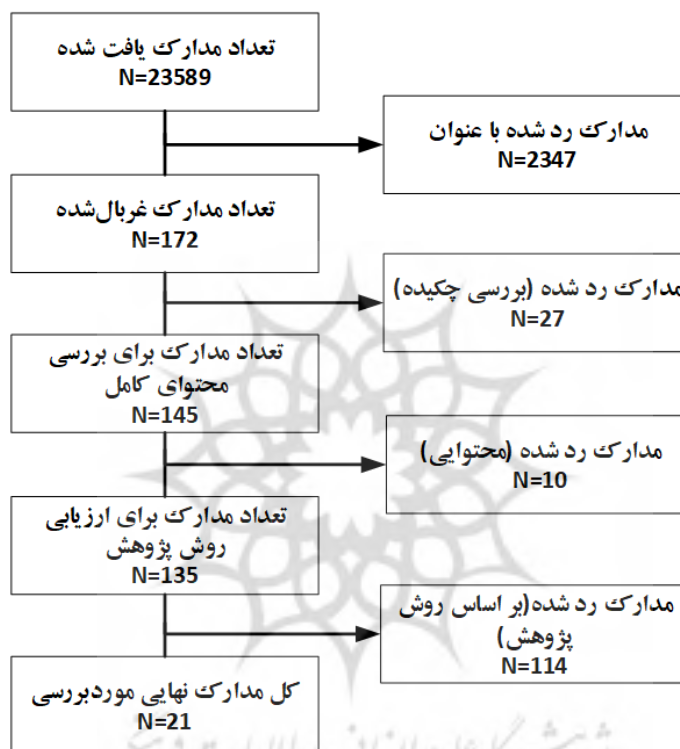 تعداد مدارک یافت شده
N=23589
مدارک رد شده با عنوان
N=2347
تعداد مدارک غربال‌شده
N=172
مدارک رد شده (بررسی چکیده)
N=27
تعداد مدارک برای بررسی
محتوای کامل
N=145
مدارک رد شده (محتوایی)
N=10
تعداد مدارک برای ارزیابی
روش پژوهش
N=135
مدارک رد شده(بر اساس روش
پژوهش)
N=114
کل مدارک نهایی موردبررسی
N=21